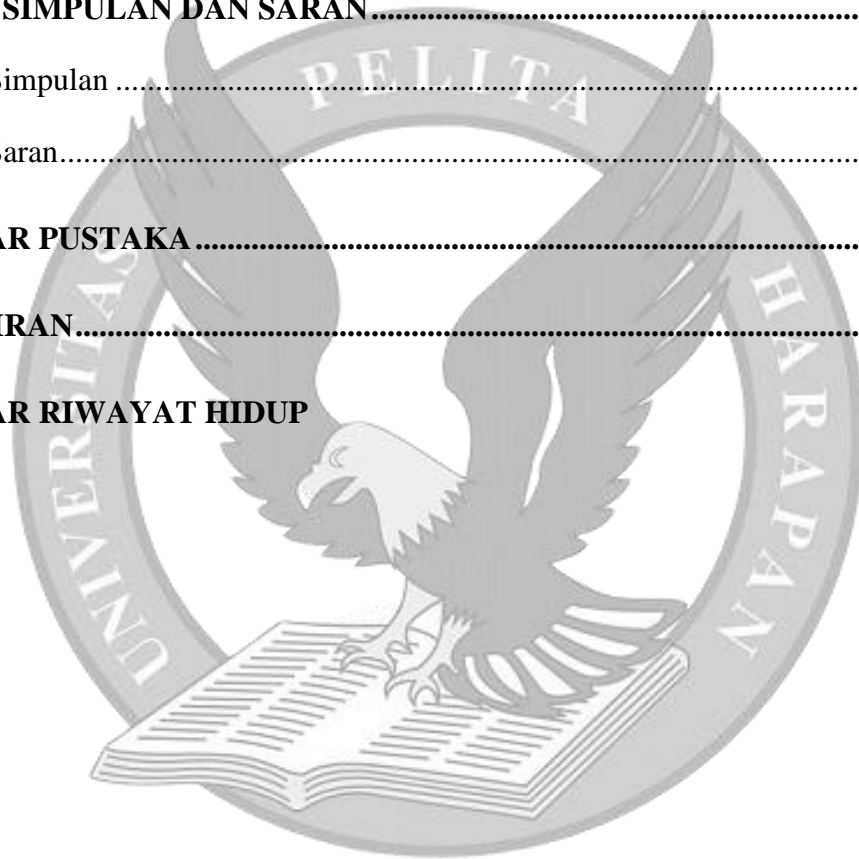 SIMPULAN DAN SARAN........................................................................
Simpulan ........................................................................................................
Saran...............................................................................................................
AR PUSTAKA ...............................................................................................
IRAN...............................................................................................................
AR RIWAYAT HIDUP
UNIVERSITAS PELITA HARAPAN